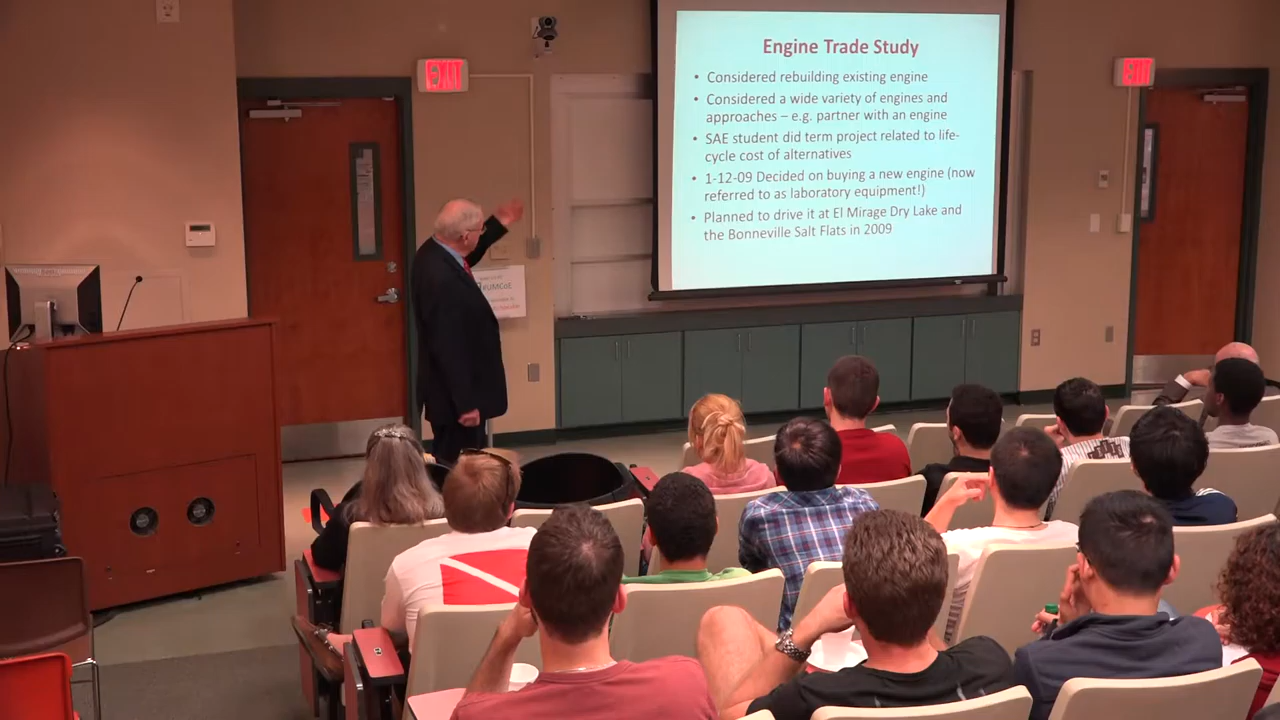 EXIT
Engine Trade Study
• Considered rebuilding existing engine
• Considered a wide variety of engines and
approaches – e.g. partner with an engine
• SAE student did term project related to life-
cycle cost of alternatives
• 1-12-09 Decided on buying a new engine (now
referred to as laboratory equipment!)
• Planned to drive it at El Mirage Dry Lake and
the Bonneville Salt Flats in 2009
EXIT